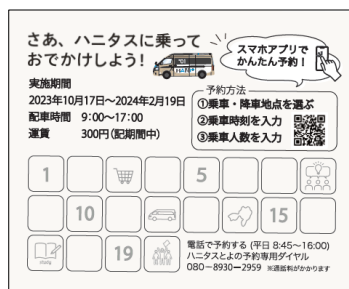 さあ、ハニタスに乗って
おでかけしよう!
スマホアプリで
かんたん予約!
実施期間
2023年10月17日〜2024年2月19日
配車時間 9:00〜17:00
運賃 300円(記期間中)
予約方法
①乗車・降車地点を選ぶ
②乗車時刻を入力
③乗車人数を入力
1 5
10 15
19
電話で予約する (平日 8:45〜16:00)
ハニタスとよの予約専用ダイヤル
080-8930-2959 ※通話料がかかります